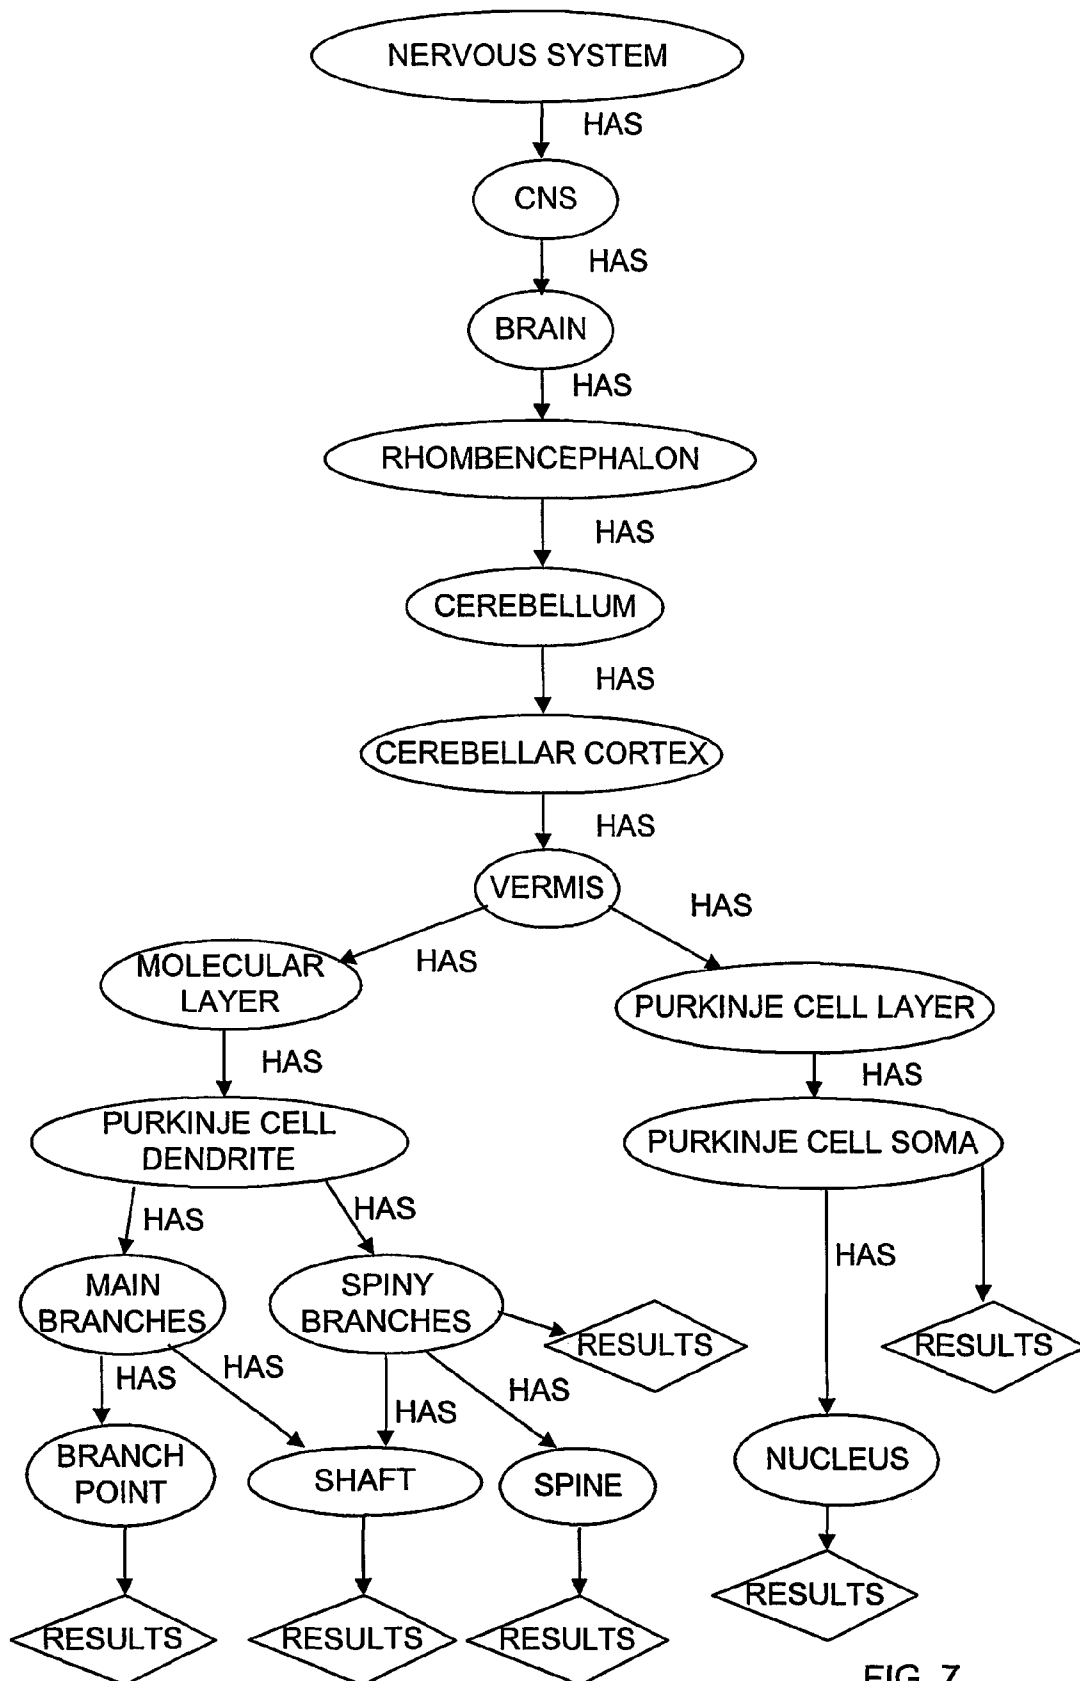 NERVOUS SYSTEM
HAS
CNS
HAS
BRAIN
HAS
RHOMBENCEPHALON
HAS
CEREBELLUM
HAS
CEREBELLAR CORTEX
HAS
VERMIS
HAS
HAS
MOLECULAR
LAYER
PURKINJE CELL LAYER
HAS
HAS
PURKINJE CELL
DENDRITE
PURKINJE CELL SOMA
HAS
HAS
HAS
MAIN
BRANCHES
SPINY
BRANCHES
RESULTS
RESULTS
HAS
HAS
HAS
HAS
BRANCH
POINT
SHAFT
SPINE
NUCLEUS
RESULTS
RESULTS
RESULTS
RESULTS
FIG. 7